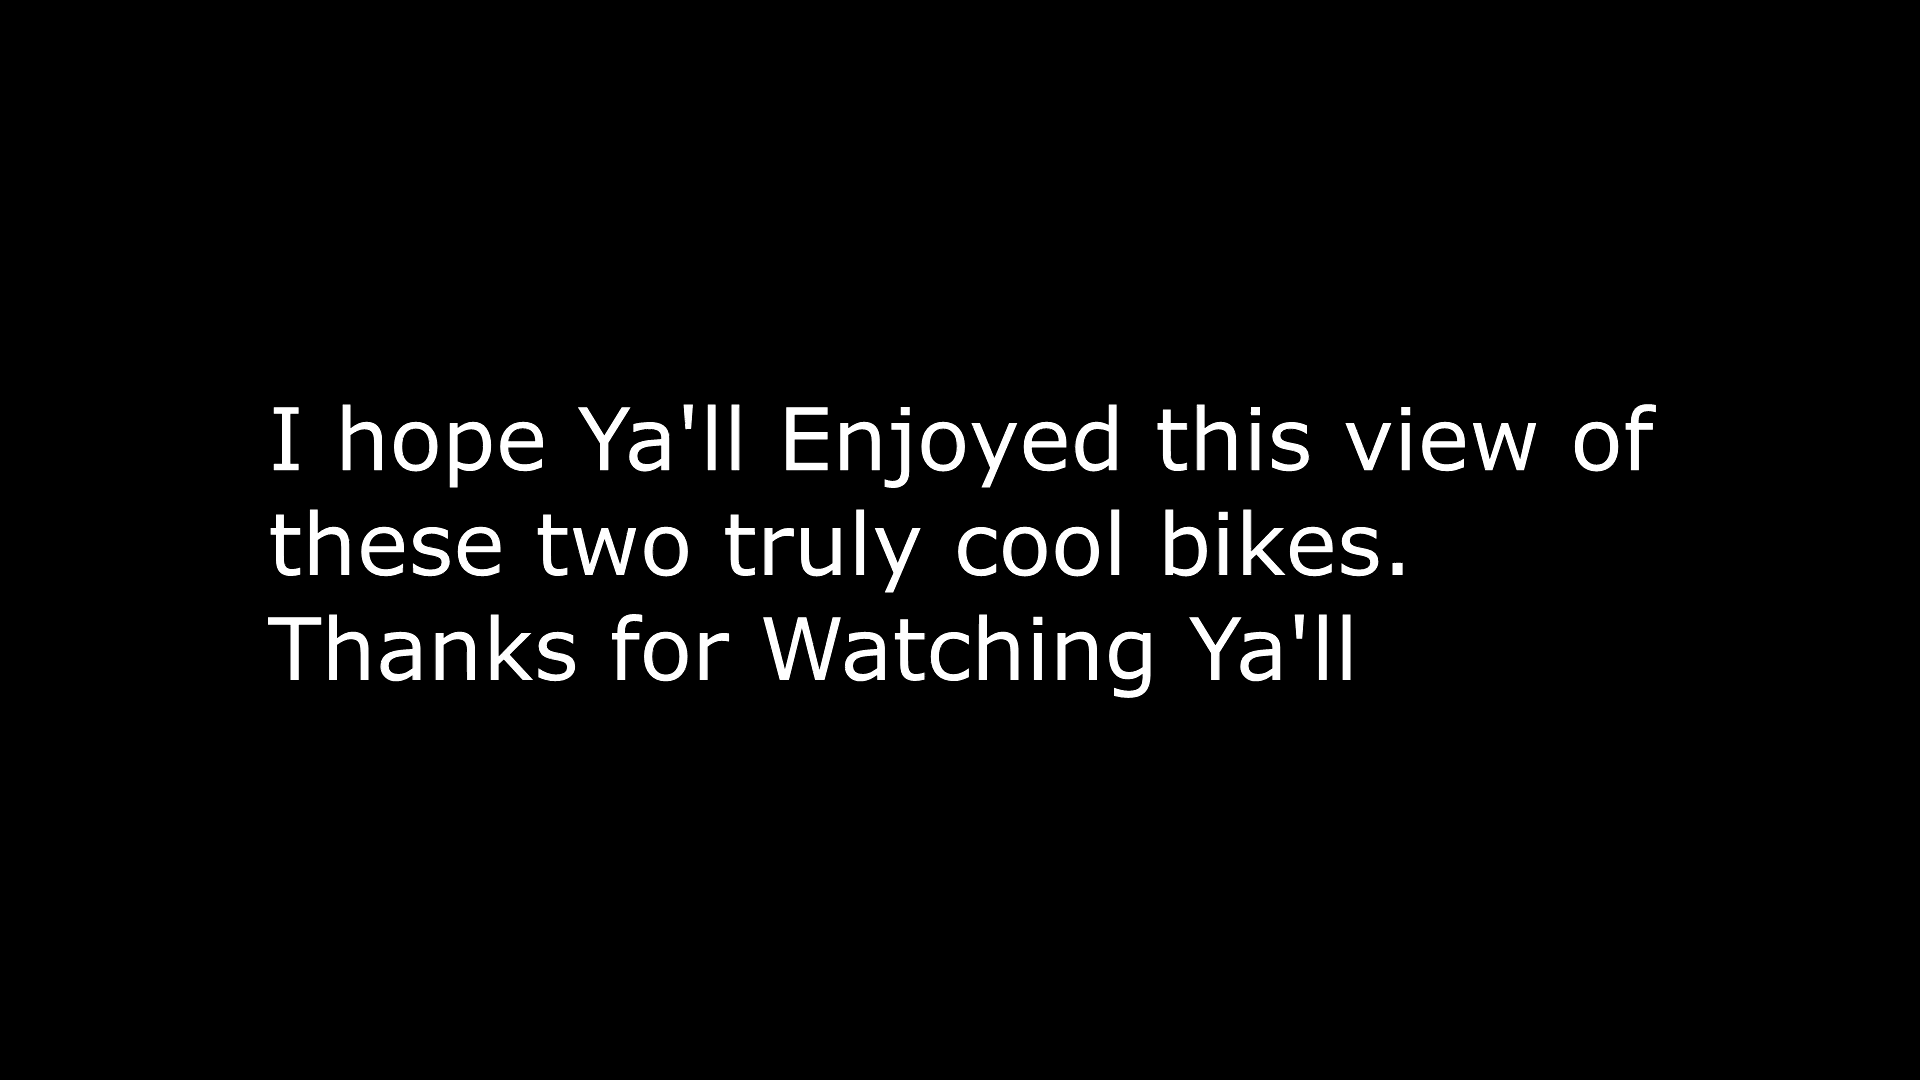 I hope Ya'll Enjoyed this view of
these two truly cool bikes.
Thanks for Watching Ya'll